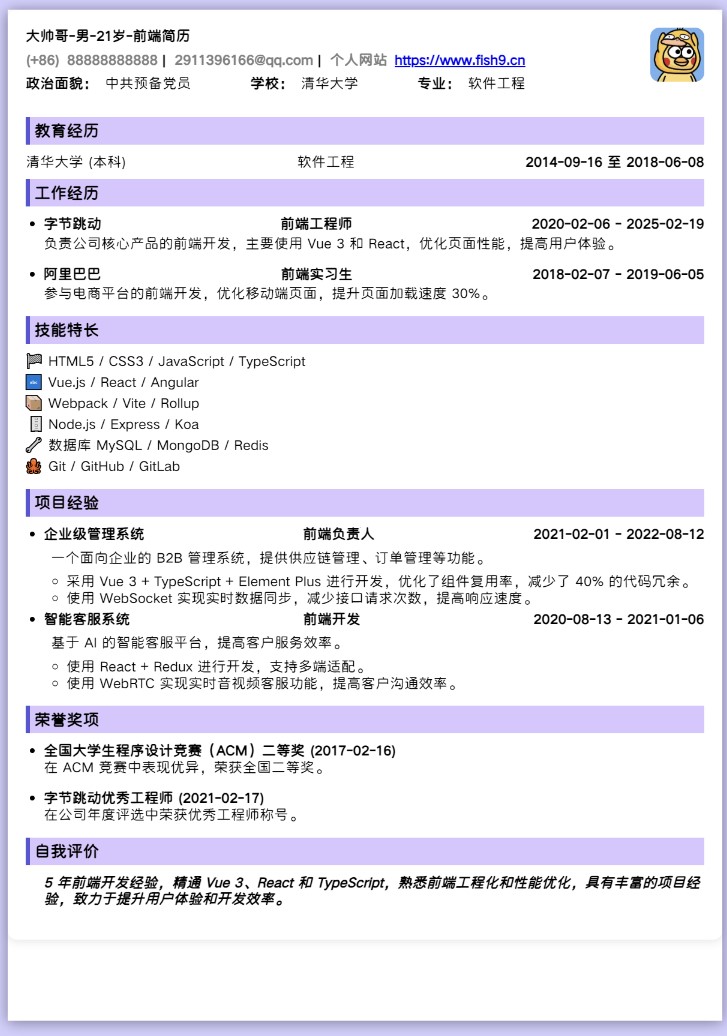 大帅哥-男-21岁-前端简历
(+86) 88888888888 | 2911396166@qq.com | 个人网站 https://www.fish9.cn
政治面貌： 中共预备党员 学校： 清华大学 专业： 软件工程
教育经历
清华大学 (本科) 软件工程 2014-09-16 至 2018-06-08
工作经历
• 字节跳动 前端工程师 2020-02-06 - 2025-02-19
负责公司核心产品的前端开发，主要使用 Vue 3 和 React，优化页面性能，提高用户体验。
• 阿里巴巴 前端实习生 2018-02-07 - 2019-06-05
参与电商平台的前端开发，优化移动端页面，提升页面加载速度 30%。
技能特长
HTML5 / CSS3 / JavaScript / TypeScript
Vue.js / React / Angular
Webpack / Vite / Rollup
Node.js / Express / Koa
数据库 MySQL / MongoDB / Redis
Git / GitHub / GitLab
项目经验
• 企业级管理系统 前端负责人 2021-02-01 - 2022-08-12
一个面向企业的 B2B 管理系统，提供供应链管理、订单管理等功能。
○ 采用 Vue 3 + TypeScript + Element Plus 进行开发，优化了组件复用率，减少了 40% 的代码冗余。
○ 使用 WebSocket 实现实时数据同步，减少接口请求次数，提高响应速度。
• 智能客服系统 前端开发 2020-08-13 - 2021-01-06
基于 AI 的智能客服平台，提高客户服务效率。
○ 使用 React + Redux 进行开发，支持多端适配。
○ 使用 WebRTC 实现实时音视频客服功能，提高客户沟通效率。
荣誉奖项
• 全国大学生程序设计竞赛（ACM）二等奖 (2017-02-16)
在 ACM 竞赛中表现优异，荣获全国二等奖。
• 字节跳动优秀工程师 (2021-02-17)
在公司年度评选中荣获优秀工程师称号。
自我评价
5 年前端开发经验，精通 Vue 3、React 和 TypeScript，熟悉前端工程化和性能优化，具有丰富的项目经
验，致力于提升用户体验和开发效率。